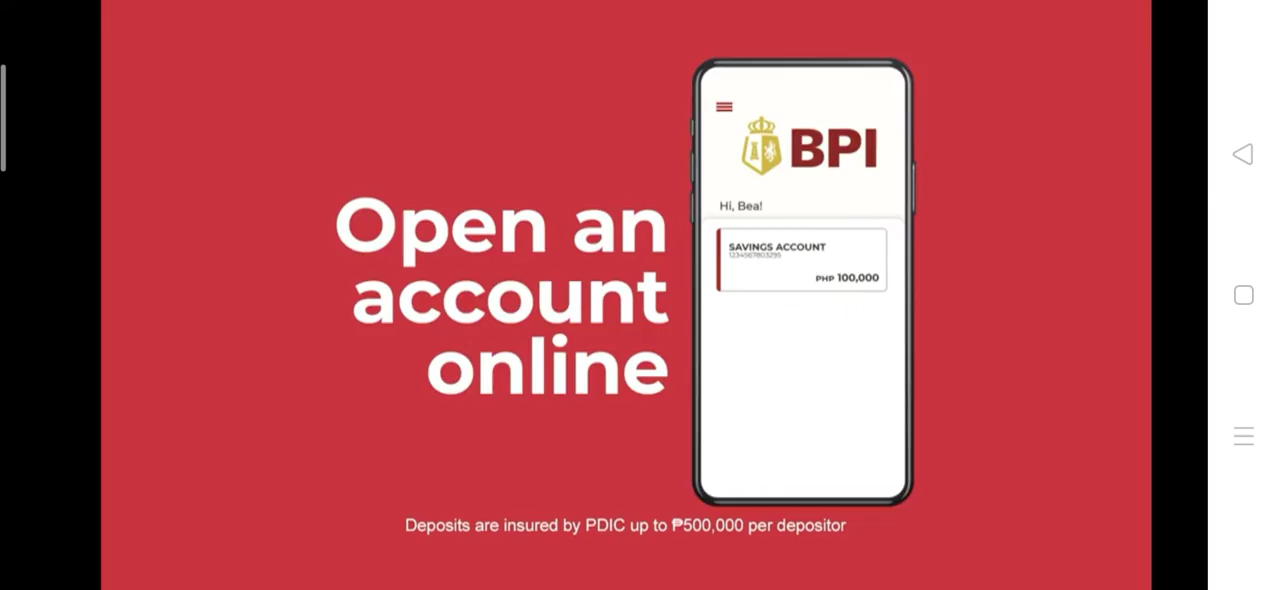 BPI
Hi, Bea!
SAVINGS ACCOUNT
1234567803295
PHP 100,000
Open an
account
online
Deposits are insured by PDIC up to ₱500,000 per depositor